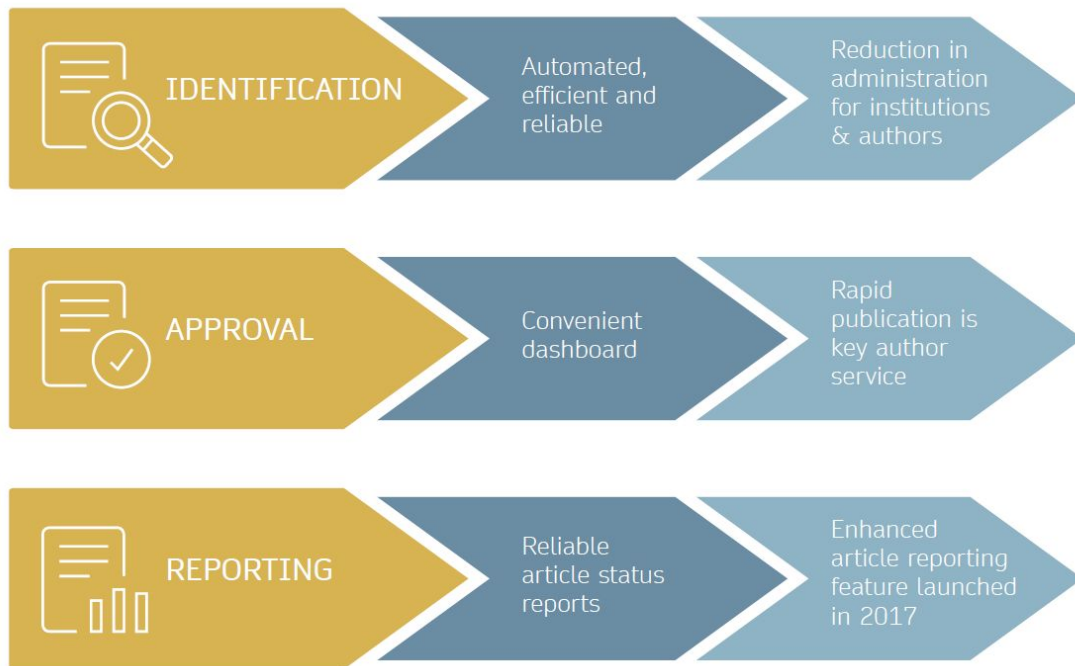 IDENTIFICATION
Automated,
efficient and
reliable
Reduction in
administration
for institutions
& authors
APPROVAL
Convenient
dashboard
Rapid
publication is
key author
service
REPORTING
Reliable
article status
reports
Enhanced
article reporting
feature launched
in 2017